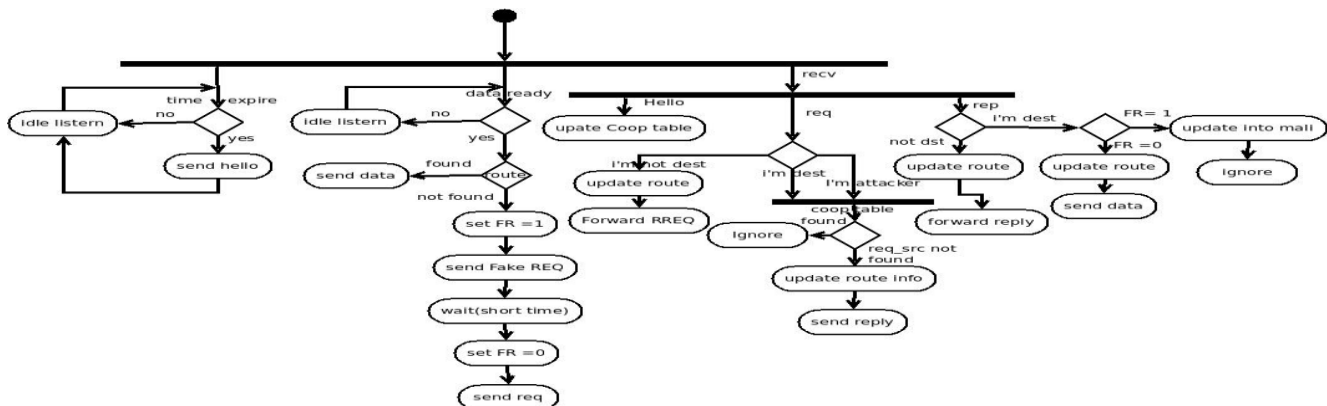 recv
time expire
idle listern
no
yes
send hello
data ready
idle listern
no
yes
found
route
send data
not found
set FR =1
send Fake REQ
wait(short time)
set FR =0
send req
Hello
upate Coop table
req
i'm not dest
i'm dest
I'm attacker
update route
Forward RREQ
coop table
found
Ignore
req_src not
found
update route info
send reply
rep
i'm dest
not dst
update route
forward reply
FR= 1
update into mali
ignore
FR =0
update route
send data